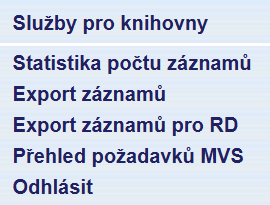 Služby pro knihovny
Statistika počtu záznamů
Export záznamů
Export záznamů pro RD
Přehled požadavků MVS
Odhlásit